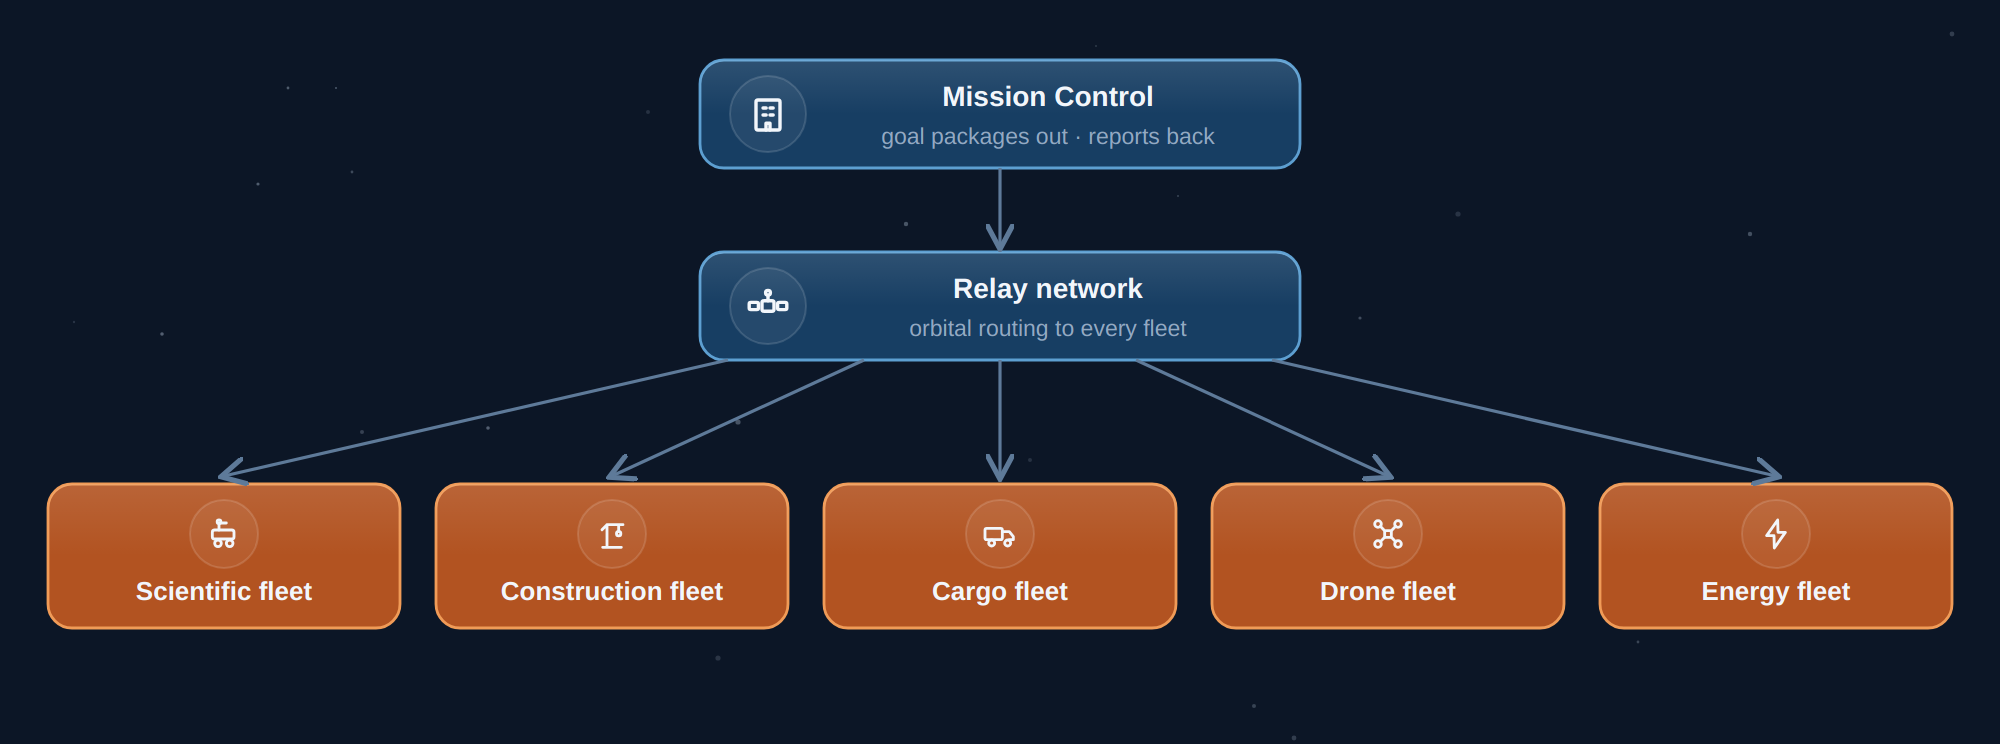 Mission Control
goal packages out · reports back
Relay network
orbital routing to every fleet
Scientific fleet
Construction fleet
Cargo fleet
Drone fleet
Energy fleet